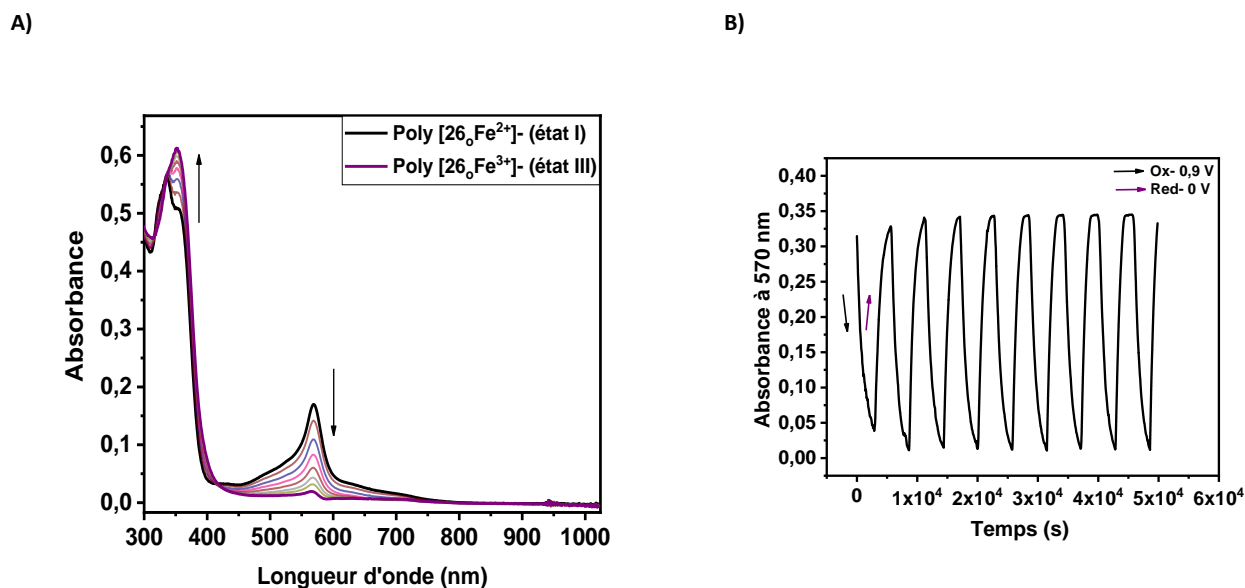 A)
B)
Poly [26₀Fe²⁺]- (état I)
Poly [26₀Fe³⁺]- (état III)
0,6
0,5
0,4
0,3
0,2
0,1
0,0
Absorbance
300 400 500 600 700 800 900 1000
Longueur d'onde (nm)
Ox- 0,9 V
Red- 0 V
0,40
0,35
0,30
0,25
0,20
0,15
0,10
0,05
0,00
Absorbance à 570 nm
0 1x10⁴ 2x10⁴ 3x10⁴ 4x10⁴ 5x10⁴ 6x10⁴
Temps (s)